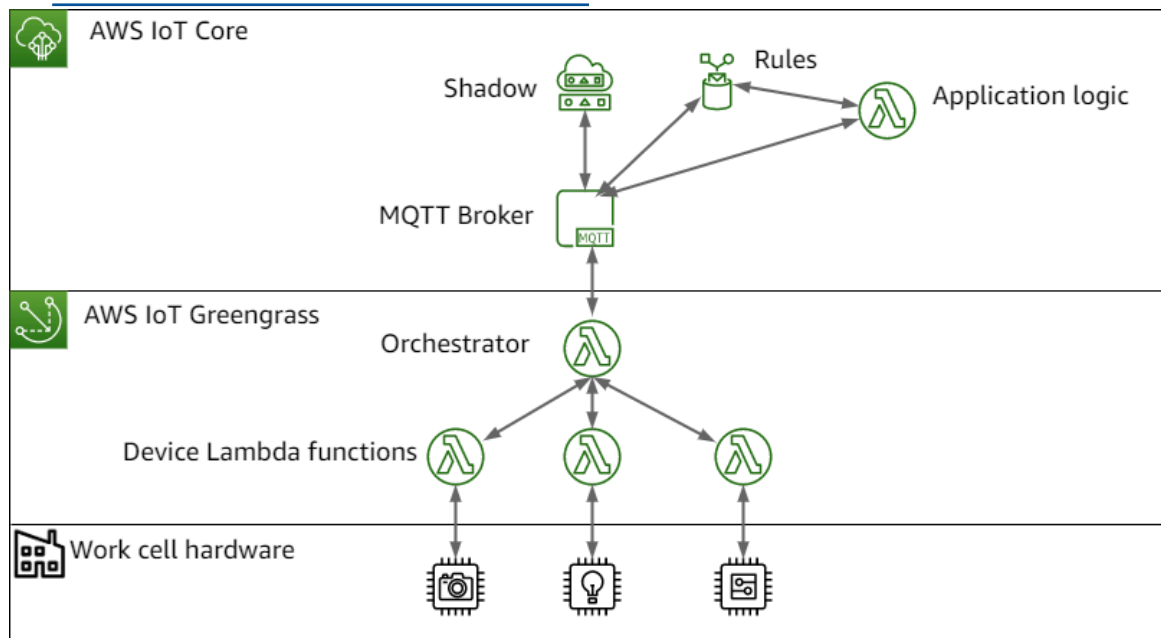 AWS IoT Core
Shadow
Rules
Application logic
MQTT Broker
MQTT
AWS IoT Greengrass
Orchestrator
Device Lambda functions
Work cell hardware